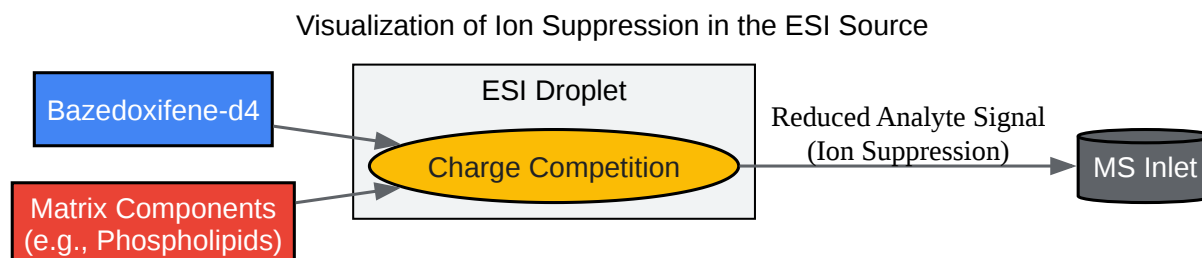 Visualization of Ion Suppression in the ESI Source
Bazedoxifene-d4
Matrix Components
(e.g., Phospholipids)
ESI Droplet
Charge Competition
Reduced Analyte Signal
(Ion Suppression)
MS Inlet